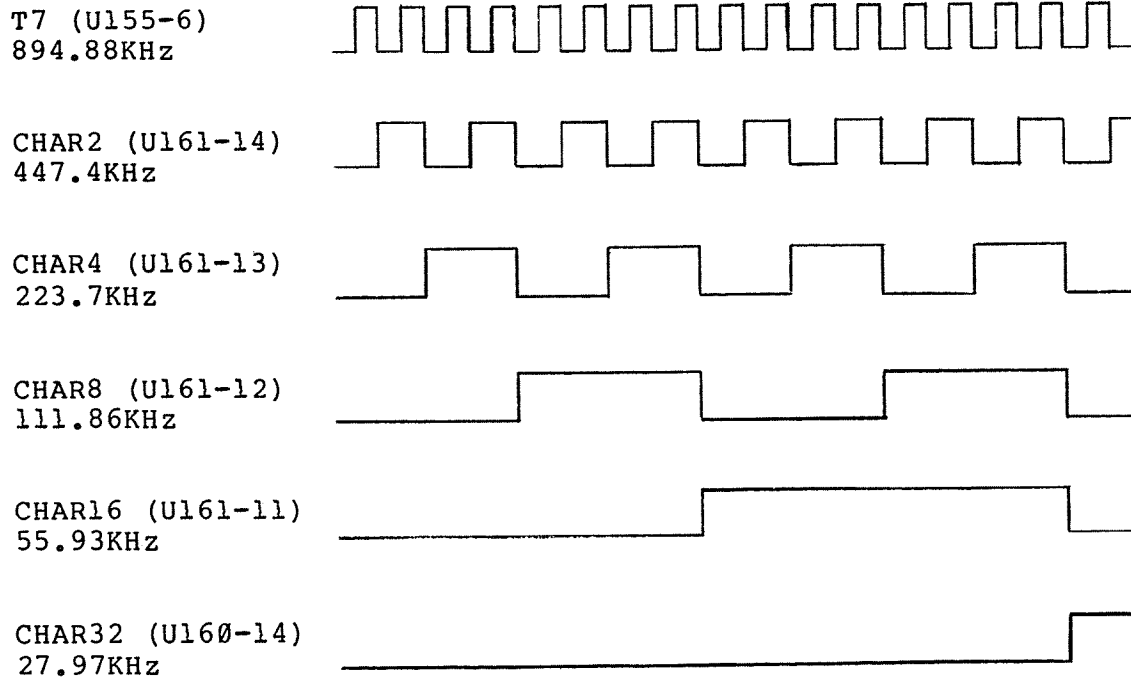 T7 (U155-6)
894.88KHz
CHAR2 (U161-14)
447.4KHz
CHAR4 (U161-13)
223.7KHz
CHAR8 (U161-12)
111.86KHz
CHAR16 (U161-11)
55.93KHz
CHAR32 (U160-14)
27.97KHz